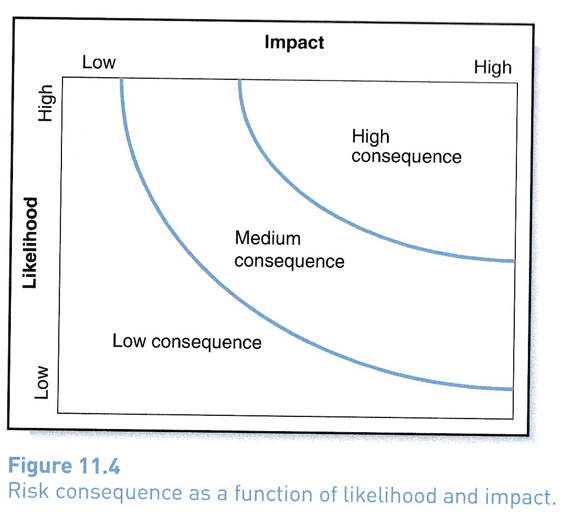 Impact
Low
High
High
Likelihood
Low
High
consequence
Medium
consequence
Low consequence
Figure 11.4
Risk consequence as a function of likelihood and impact.